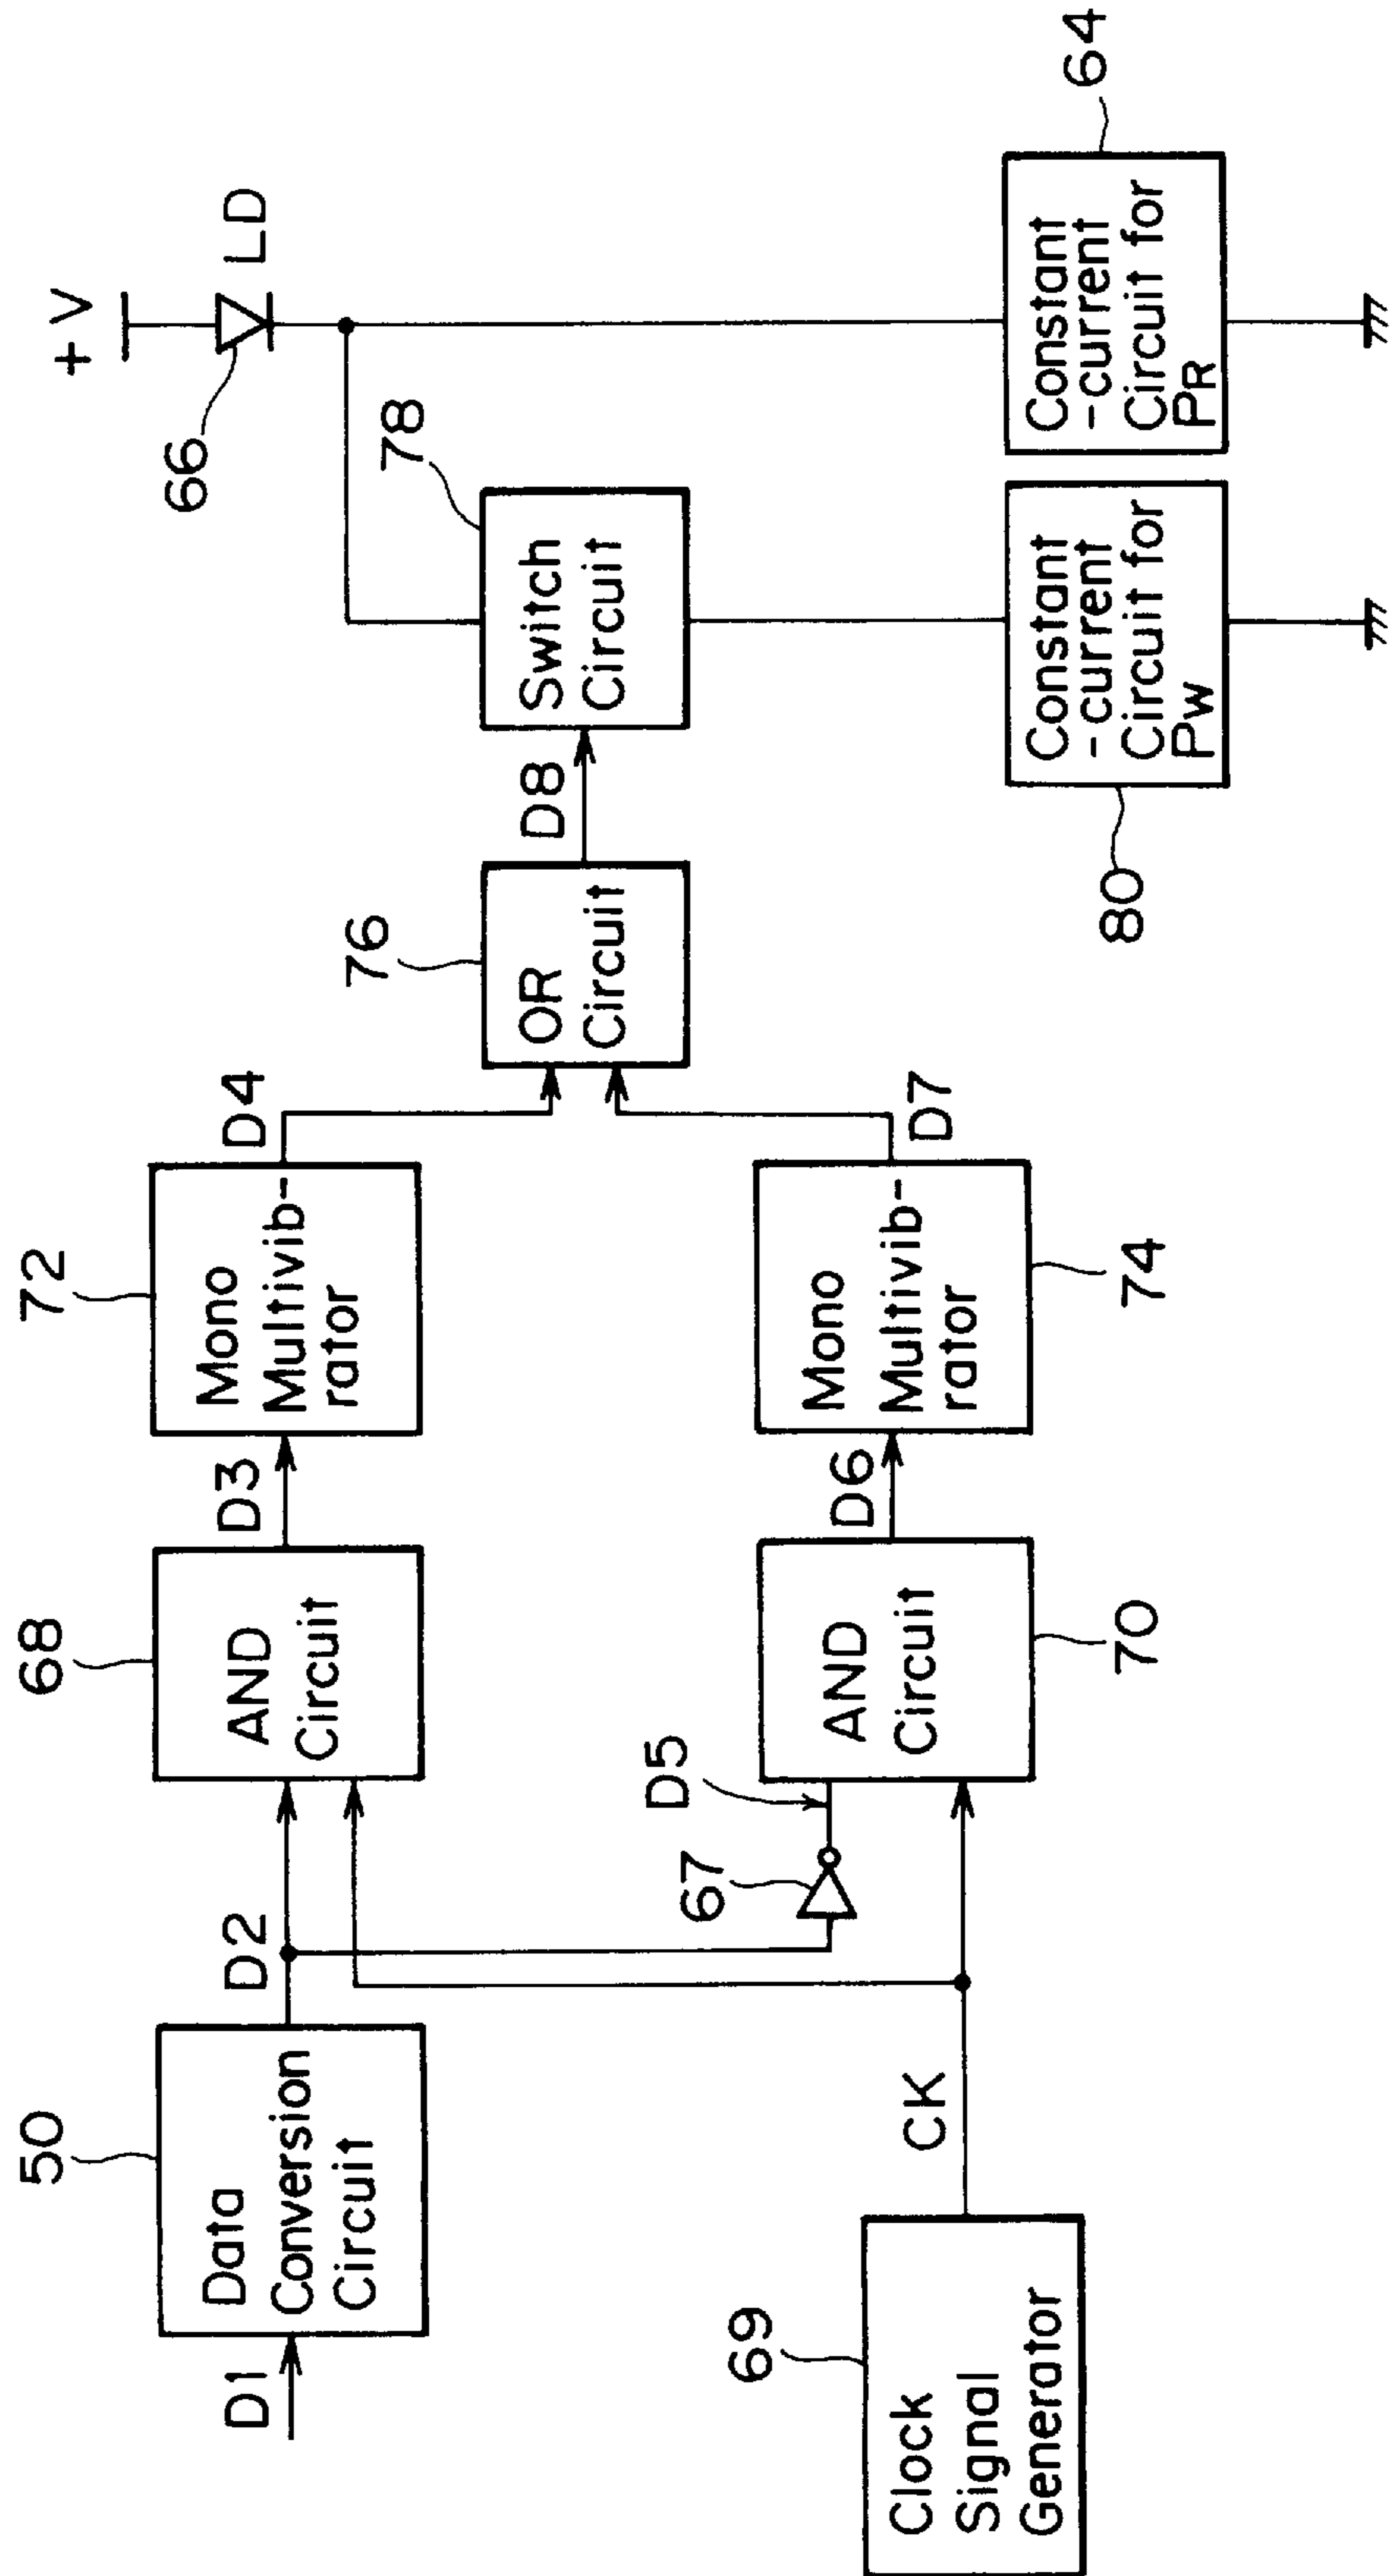 50
D1
Data
Conversion
Circuit
D2
68
AND
Circuit
D3
72
Mono
Multivib-
rator
D4
69
Clock
Signal
Generator
CK
67
D5
AND
Circuit
70
D6
Mono
Multivib-
rator
74
D7
76
OR
Circuit
D8
78
Switch
Circuit
66
+V
LD
Constant
-current
Circuit for
PW
80
Constant
-current
Circuit for
PR
64